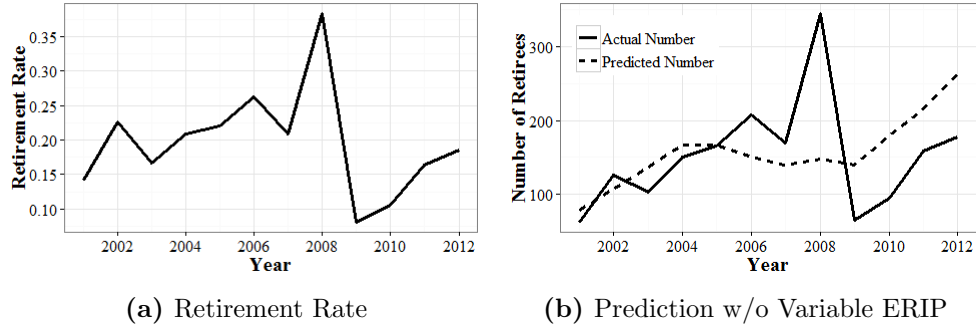 Retirement Rate
0.35
0.30
0.25
0.20
0.15
0.10
2002 2004 2006 2008 2010 2012
Year
(a) Retirement Rate
Number of Retirees
300
200
100
Actual Number
Predicted Number
2002 2004 2006 2008 2010 2012
Year
(b) Prediction w/o Variable ERIP